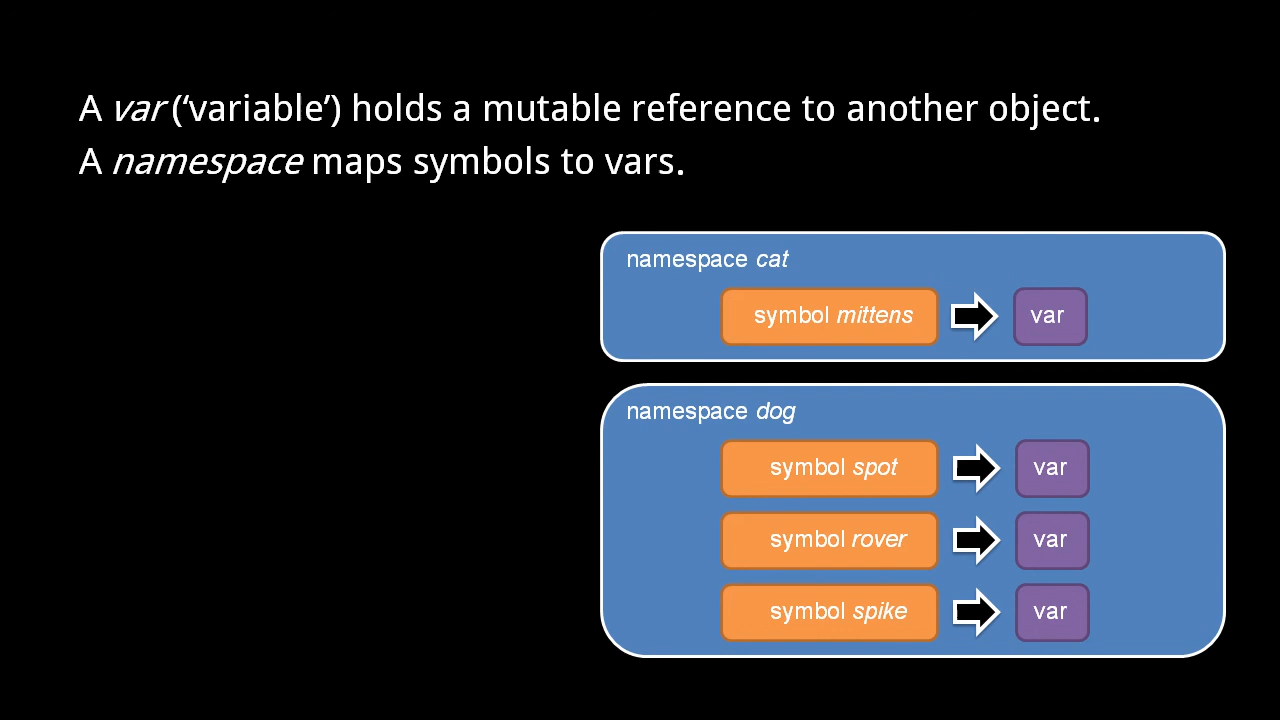 A var (‘variable’) holds a mutable reference to another object.
A namespace maps symbols to vars.
namespace cat
symbol mittens
var
namespace dog
symbol spot
var
symbol rover
var
symbol spike
var